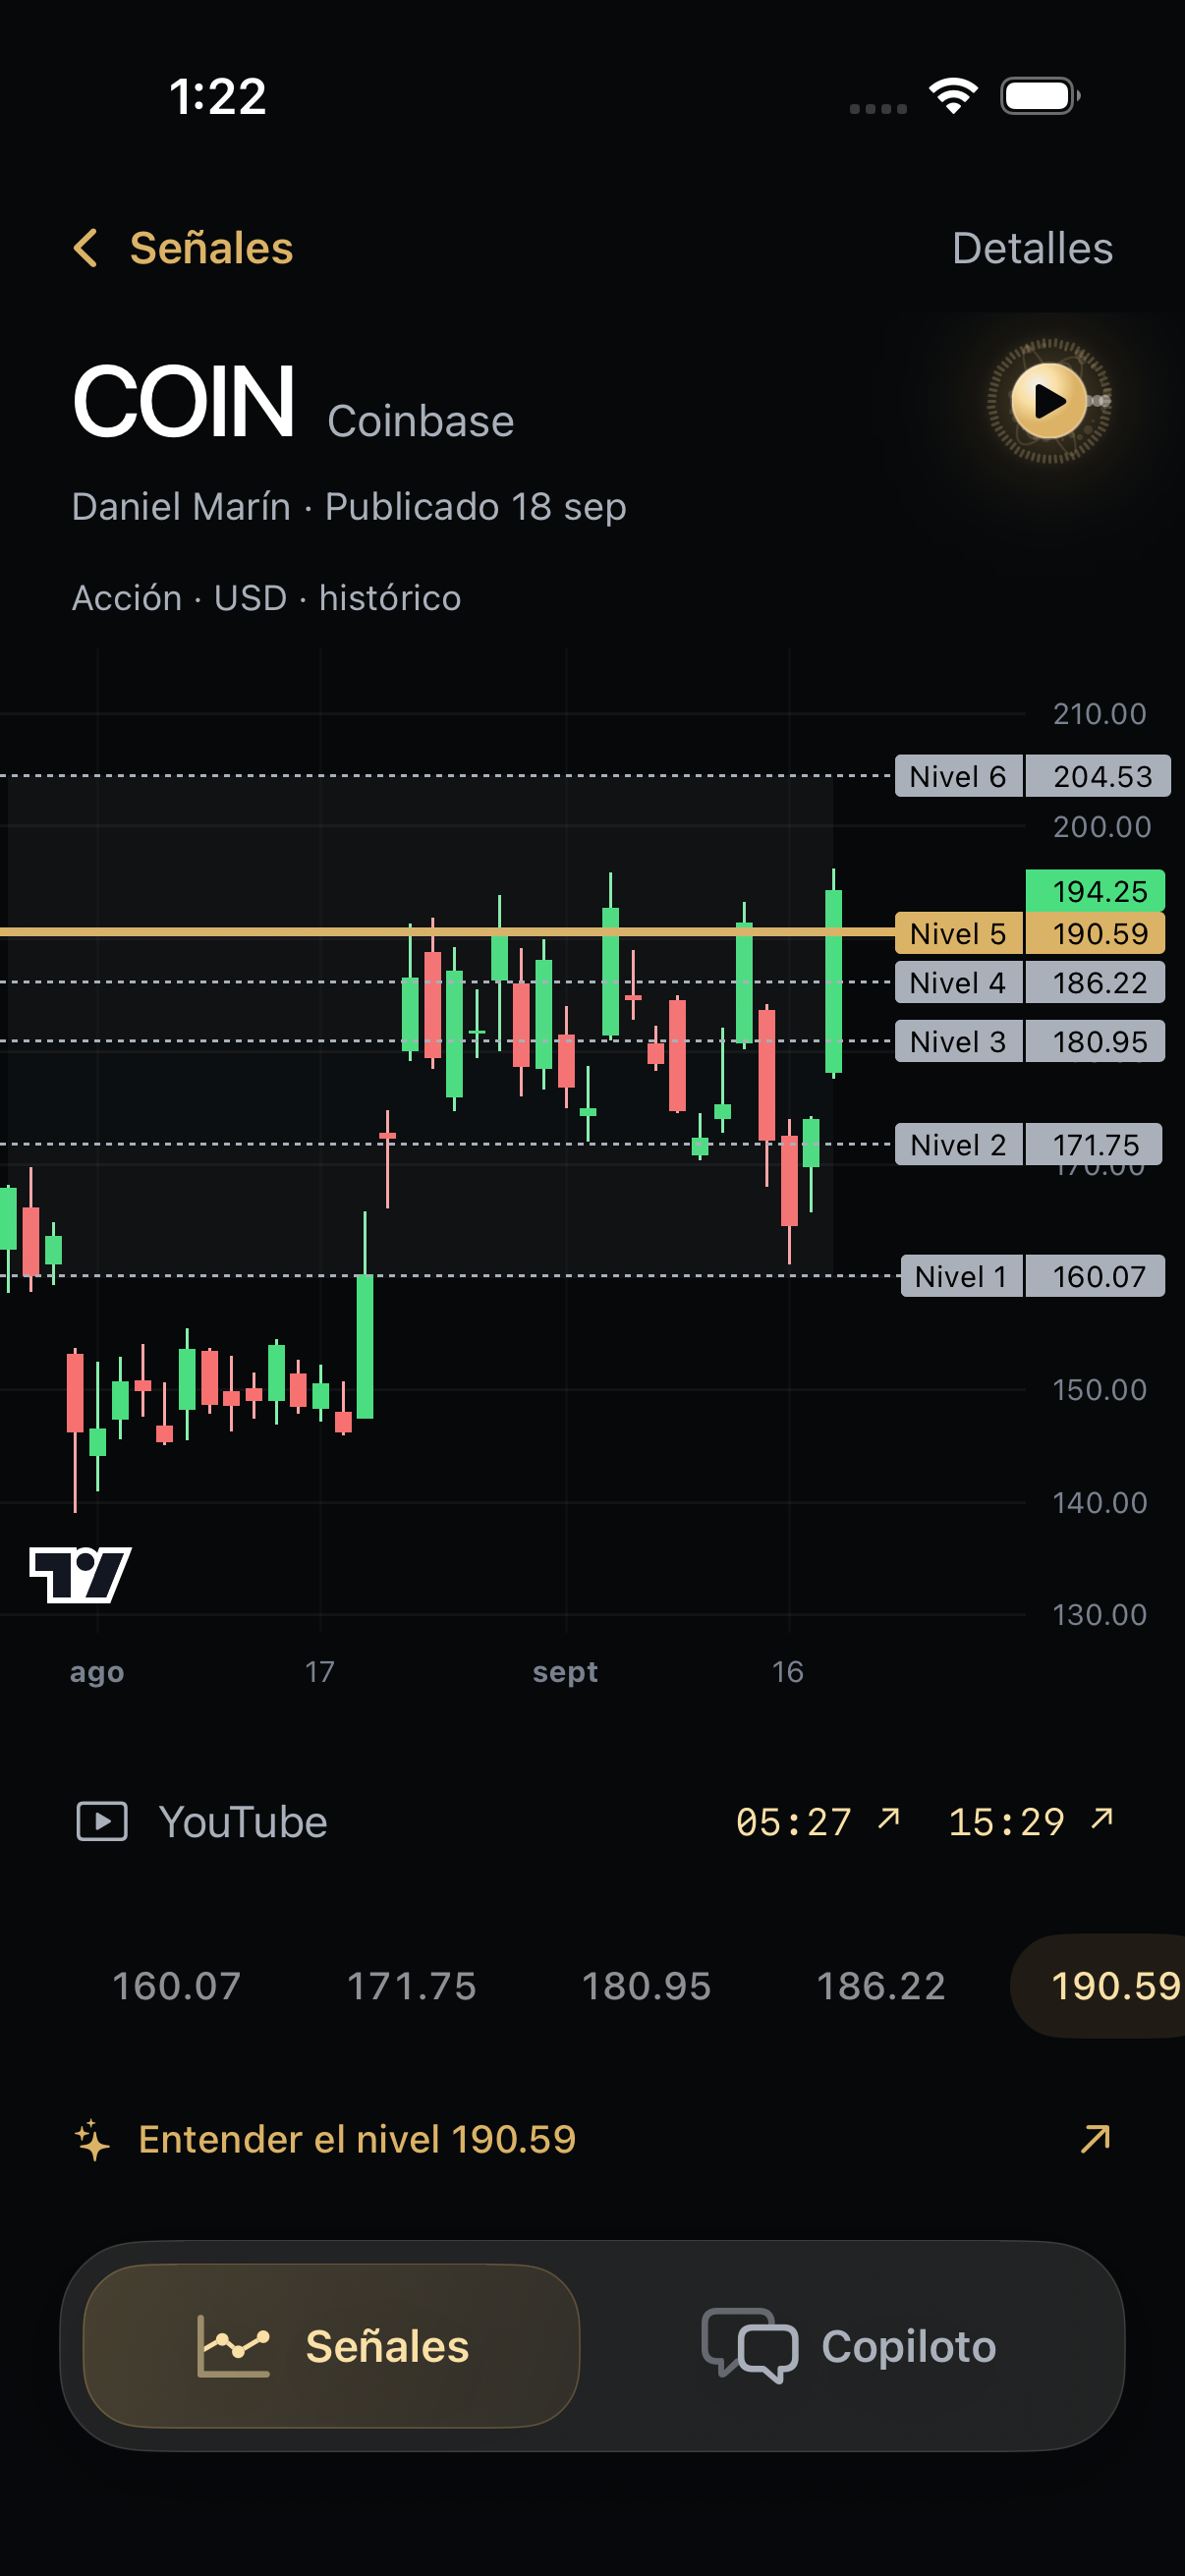 1:22
Señales
Detalles
COIN Coinbase
Daniel Marín · Publicado 18 sep
Acción · USD · histórico
210.00
Nivel 6 204.53
200.00
194.25
Nivel 5 190.59
Nivel 4 186.22
Nivel 3 180.95
Nivel 2 171.75
170.00
Nivel 1 160.07
150.00
140.00
130.00
ago 17 sept 16
YouTube 05:27 15:29
160.07 171.75 180.95 186.22 190.59
Entender el nivel 190.59
Señales Copiloto